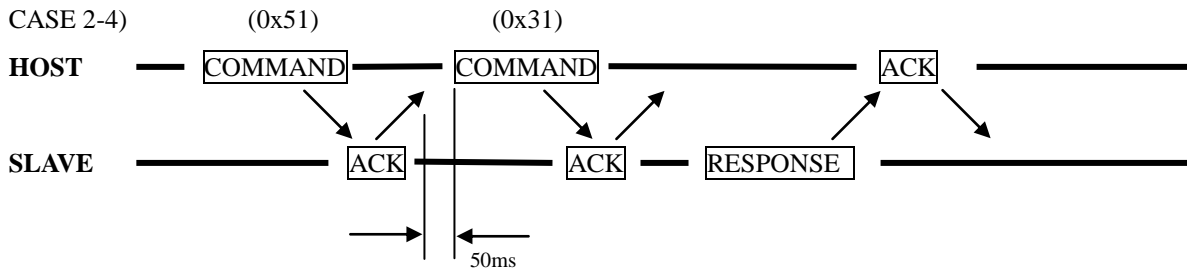 CASE 2-4) (0x51) (0x31)
HOST COMMAND COMMAND ACK
SLAVE ACK ACK RESPONSE
50ms